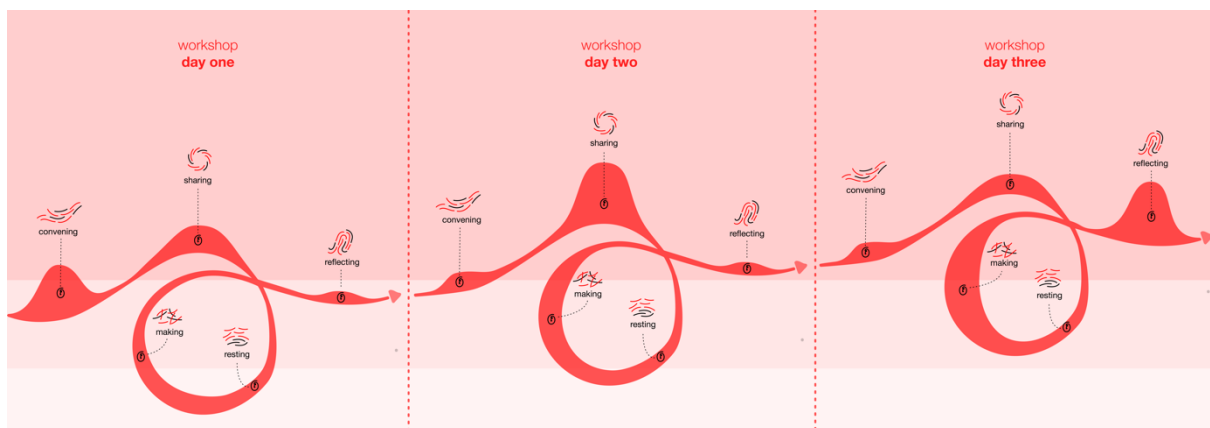 workshop
day one
sharing
convening
reflecting
making
resting
workshop
day two
sharing
convening
reflecting
making
resting
workshop
day three
sharing
reflecting
convening
making
resting